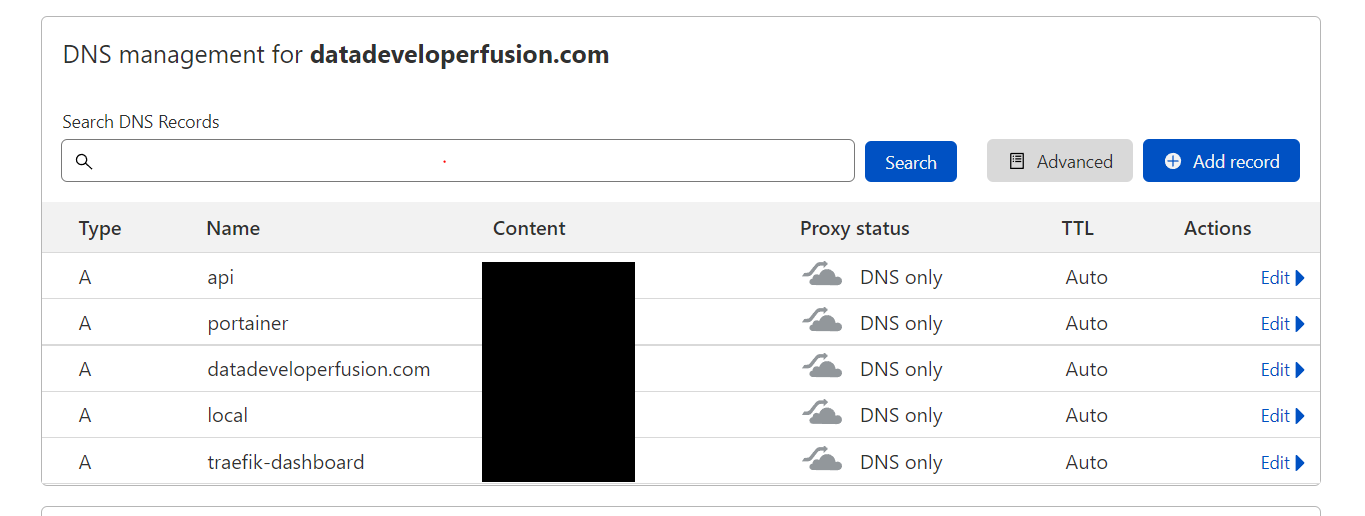 DNS management for datadeveloperfusion.com
Search DNS Records
Search Advanced Add record
Type Name Content Proxy status TTL Actions
A api DNS only Auto Edit
A portainer DNS only Auto Edit
A datadeveloperfusion.com DNS only Auto Edit
A local DNS only Auto Edit
A traefik-dashboard DNS only Auto Edit